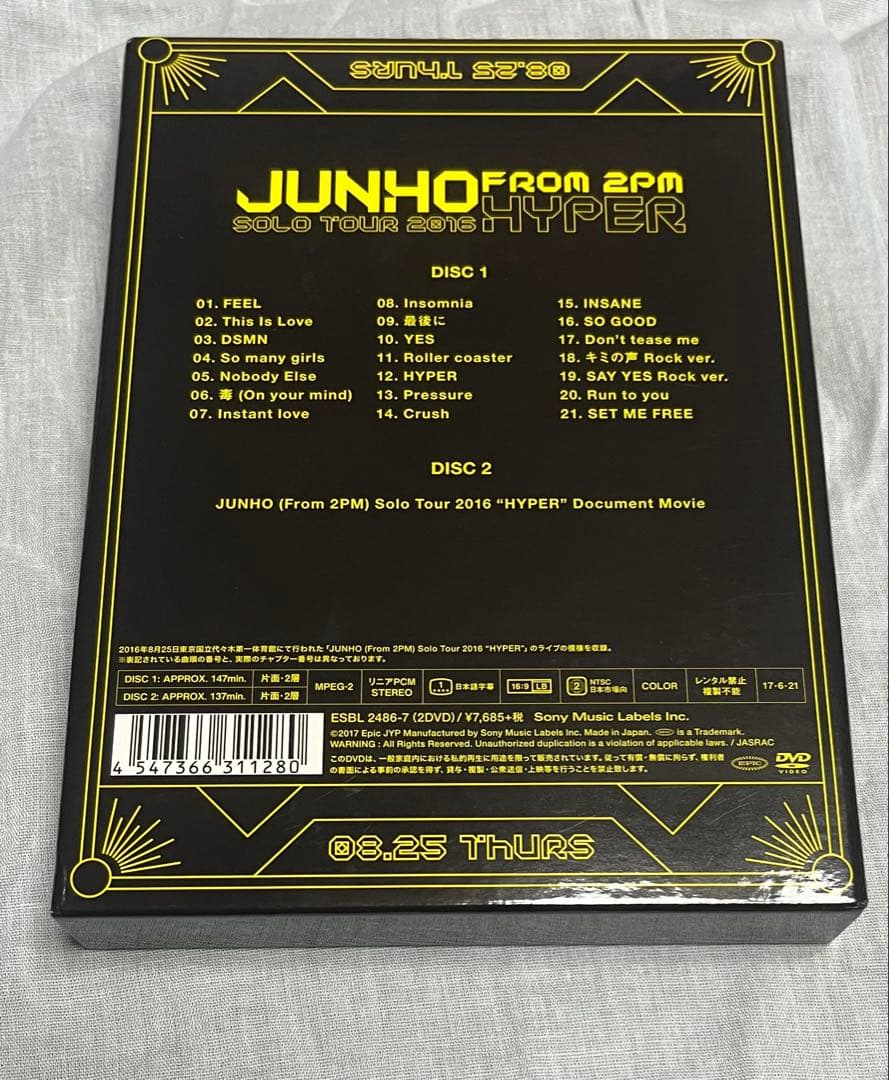 08.25 THURS
JUNHO FROM 2PM
SOLO TOUR 2016 HYPER
DISC 1
01. FEEL
02. This Is Love
03. DSMN
04. So many girls
05. Nobody Else
06. 毒 (On your mind)
07. Instant love
08. Insomnia
09. 最後に
10. YES
11. Roller coaster
12. HYPER
13. Pressure
14. Crush
15. INSANE
16. SO GOOD
17. Don't tease me
18. キミの声 Rock ver.
19. SAY YES Rock ver.
20. Run to you
21. SET ME FREE
DISC 2
JUNHO (From 2PM) Solo Tour 2016 "HYPER" Document Movie
2016年8月25日東京国立代々木第一体育館にて行われた「JUNHO (From 2PM) Solo Tour 2016 "HYPER"」のライブの模様を収録。
※表記されている曲順の番号と、実際のチャプター番号は異なっております。
DISC 1: APPROX. 147min. 片面・2層
DISC 2: APPROX. 137min. 片面・2層
MPEG-2
リニアPCM
STEREO
1 日本語字幕
16:9 LB
2 NTSC
日本市場向
COLOR
レンタル禁止
複製不能
17・6・21
ESBL 2486-7 (2DVD) / ¥7,685+税 Sony Music Labels Inc.
©2017 Epic JYP Manufactured by Sony Music Labels Inc. Made in Japan. EPIC is a Trademark.
WARNING : All Rights Reserved. Unauthorized duplication is a violation of applicable laws. / JASRAC
このDVDは、一般家庭内における私的再生に用途を限って販売されています。従って有償・無償に拘らず、権利者
の書面による事前の承諾を得ず、貸与・複製・公衆送信・上映等を行うことを禁止致します。
EPIC
DVD
VIDEO
4 547366 311280
08.25 THURS